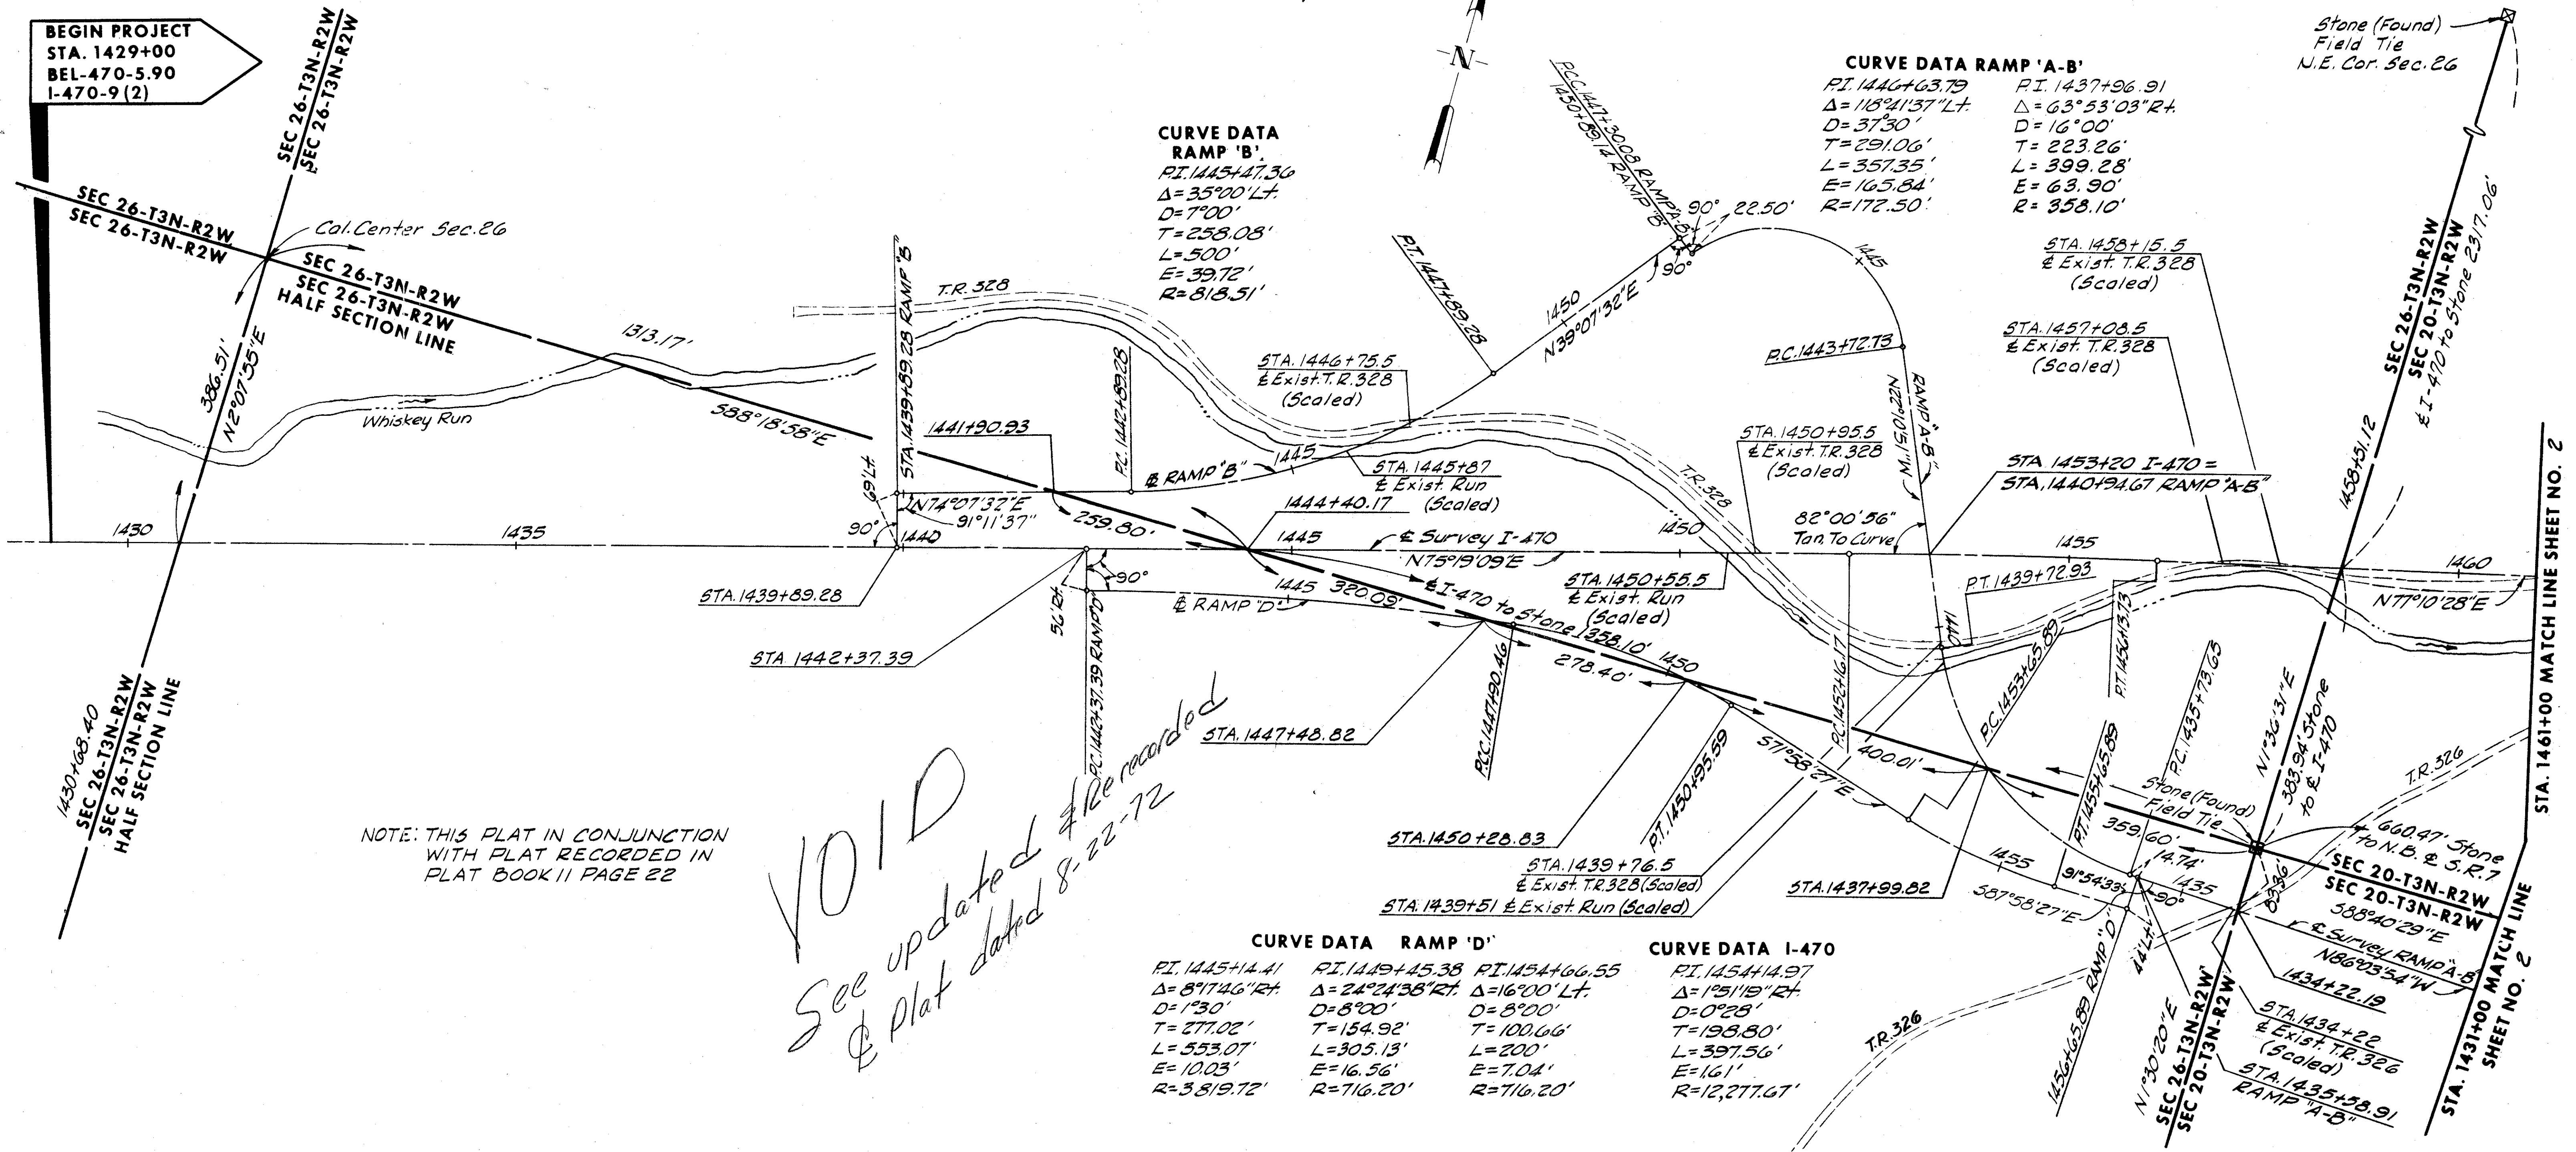 BEGIN PROJECT
STA. 1429+00
BEL-470-5.90
I-470-9(2)
SEC 26-T3N-R2W
SEC 26-T3N-R2W
SEC 26-T3N-R2W
SEC 26-T3N-R2W
Cal. Center Sec. 26
SEC 26-T3N-R2W
SEC 26-T3N-R2W
HALF SECTION LINE
386.51'
N2°07'55"E
1313.17'
Whiskey Run
S88°18'58"E
1430+68.40
SEC 26-T3N-R2W
SEC 26-T3N-R2W
HALF SECTION LINE
1430
1435
1440
1445
1450
1455
1460
N
CURVE DATA
RAMP 'B'
P.I. 1445+47.36
Δ=35°00' Lt.
D=7°00'
T=258.08'
L=500'
E=39.72'
R=818.51'
CURVE DATA RAMP 'A-B'
P.I. 1446+63.79
Δ=118°41'37" Lt.
D=37°30'
T=291.06'
L=357.35'
E=165.84'
R=172.50'
P.I. 1437+96.91
Δ=63°53'03" Rt.
D=16°00'
T=223.26'
L=399.28'
E=63.90'
R=358.10'
Stone (Found)
Field Tie
N.E. Cor. Sec. 26
P.C.C. 1447+30.08 RAMP "A-B"
1450+89.14 RAMP "B"
90° 22.50'
90°
1445
P.T. 1447+89.28
1450
N39°07'32"E
P.C. 1443+72.73
N22°01'51"W
RAMP "A-B"
STA. 1458+15.5
℄ Exist. T.R. 328
(Scaled)
STA. 1457+08.5
℄ Exist. T.R. 328
(Scaled)
SEC 26-T3N-R2W
SEC 20-T3N-R2W
℄ I-470 to Stone 2317.06'
1458+51.12
STA. 1461+00 MATCH LINE SHEET NO. 2
T.R. 328
STA. 1439+89.28 RAMP "B"
69' Lt.
N74°07'32"E
91°11'37"
90°
1441+90.93
P.C. 1442+89.28
℄ RAMP "B"
1445
STA. 1446+75.5
℄ Exist. T.R. 328
(Scaled)
STA. 1445+87
℄ Exist. Run
(Scaled)
1444+40.17
259.80'
℄ Survey I-470
N75°19'09"E
T.R. 328
STA. 1450+95.5
℄ Exist. T.R. 328
(Scaled)
82°00'56"
Tan. To Curve
STA. 1453+20 I-470 =
STA. 1440+94.67 RAMP "A-B"
P.T. 1439+72.93
N77°10'28"E
STA. 1439+89.28
STA. 1442+37.39
56' Rt.
90°
P.C. 1442+37.39 RAMP "D"
℄ RAMP "D"
1445
320.09'
℄ I-470 to Stone 1358.10'
STA. 1450+55.5
℄ Exist. Run
(Scaled)
278.40'
1450
STA. 1447+48.82
P.C.C. 1447+90.46
P.T. 1450+95.59
S71°58'27"E
P.C. 1452+16.17
400.01'
1440
P.C. 1453+65.89
P.T. 1456+13.73
P.C. 1435+73.65
P.T. 1455+65.89
Stone (Found)
Field Tie
359.60'
N1°36'31"E
383.94' Stone
to ℄ I-470
T.R. 326
660.47' Stone
to N.B. ℄ S.R. 7
SEC 20-T3N-R2W
SEC 20-T3N-R2W
S88°40'29"E
NOTE: THIS PLAT IN CONJUNCTION
WITH PLAT RECORDED IN
PLAT BOOK 11 PAGE 22
VOID
See updated & Rerecorded
℄ Plat dated 8-22-72
STA. 1450+28.83
STA. 1439+76.5
℄ Exist. T.R. 328 (Scaled)
STA. 1439+51 ℄ Exist. Run (Scaled)
STA. 1437+99.82
1455
S87°58'27"E
91°54'33"
14.74'
1435
90°
83.36'
44' Lt.
1456+65.89 RAMP "D"
℄ Survey RAMP "A-B"
N86°03'54"W
1434+22.19
STA. 1434+22
℄ Exist. T.R. 326
(Scaled)
STA. 1435+58.91
RAMP "A-B"
N1°30'20"E
SEC 26-T3N-R2W
SEC 20-T3N-R2W
T.R. 326
STA. 1431+00 MATCH LINE
SHEET NO. 2
CURVE DATA RAMP 'D'
P.I. 1445+14.41
Δ=8°17'46" Rt.
D=1°30'
T=277.02'
L=553.07'
E=10.03'
R=3819.72'
P.I. 1449+45.38
Δ=24°24'38" Rt.
D=8°00'
T=154.92'
L=305.13'
E=16.56'
R=716.20'
P.I. 1454+66.55
Δ=16°00' Lt.
D=8°00'
T=100.66'
L=200'
E=7.04'
R=716.20'
CURVE DATA I-470
P.I. 1454+14.97
Δ=1°51'19" Rt.
D=0°28'
T=198.80'
L=397.56'
E=1.61'
R=12,277.67'